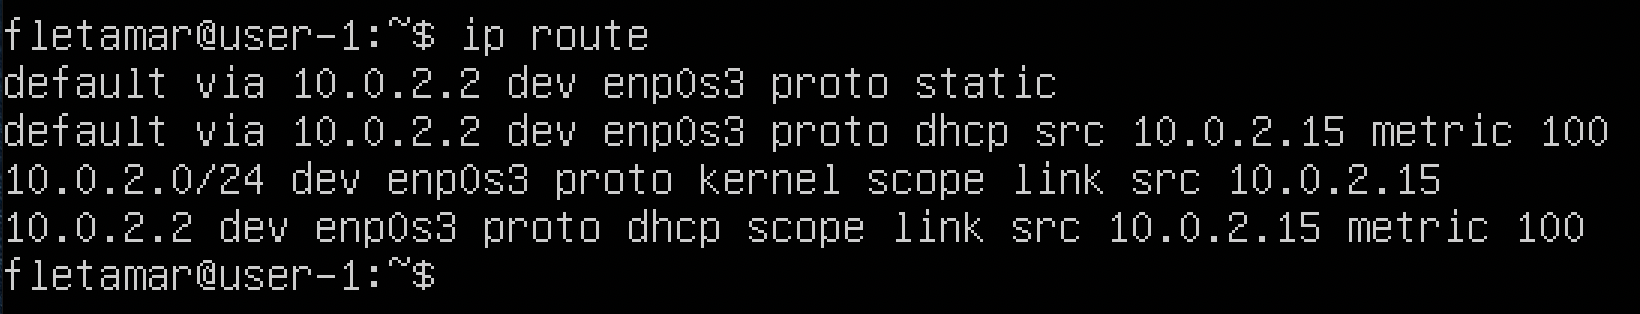 fletamar@user-1:~$ ip route
default via 10.0.2.2 dev enp0s3 proto static
default via 10.0.2.2 dev enp0s3 proto dhcp src 10.0.2.15 metric 100
10.0.2.0/24 dev enp0s3 proto kernel scope link src 10.0.2.15
10.0.2.2 dev enp0s3 proto dhcp scope link src 10.0.2.15 metric 100
fletamar@user-1:~$